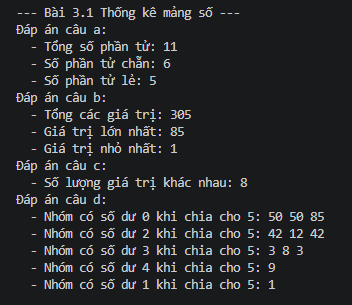 --- Bài 3.1 Thống kê mảng số ---
Đáp án câu a:
- Tổng số phần tử: 11
- Số phần tử chẵn: 6
- Số phần tử lẻ: 5
Đáp án câu b:
- Tổng các giá trị: 305
- Giá trị lớn nhất: 85
- Giá trị nhỏ nhất: 1
Đáp án câu c:
- Số lượng giá trị khác nhau: 8
Đáp án câu d:
- Nhóm có số dư 0 khi chia cho 5: 50 50 85
- Nhóm có số dư 2 khi chia cho 5: 42 12 42
- Nhóm có số dư 3 khi chia cho 5: 3 8 3
- Nhóm có số dư 4 khi chia cho 5: 9
- Nhóm có số dư 1 khi chia cho 5: 1